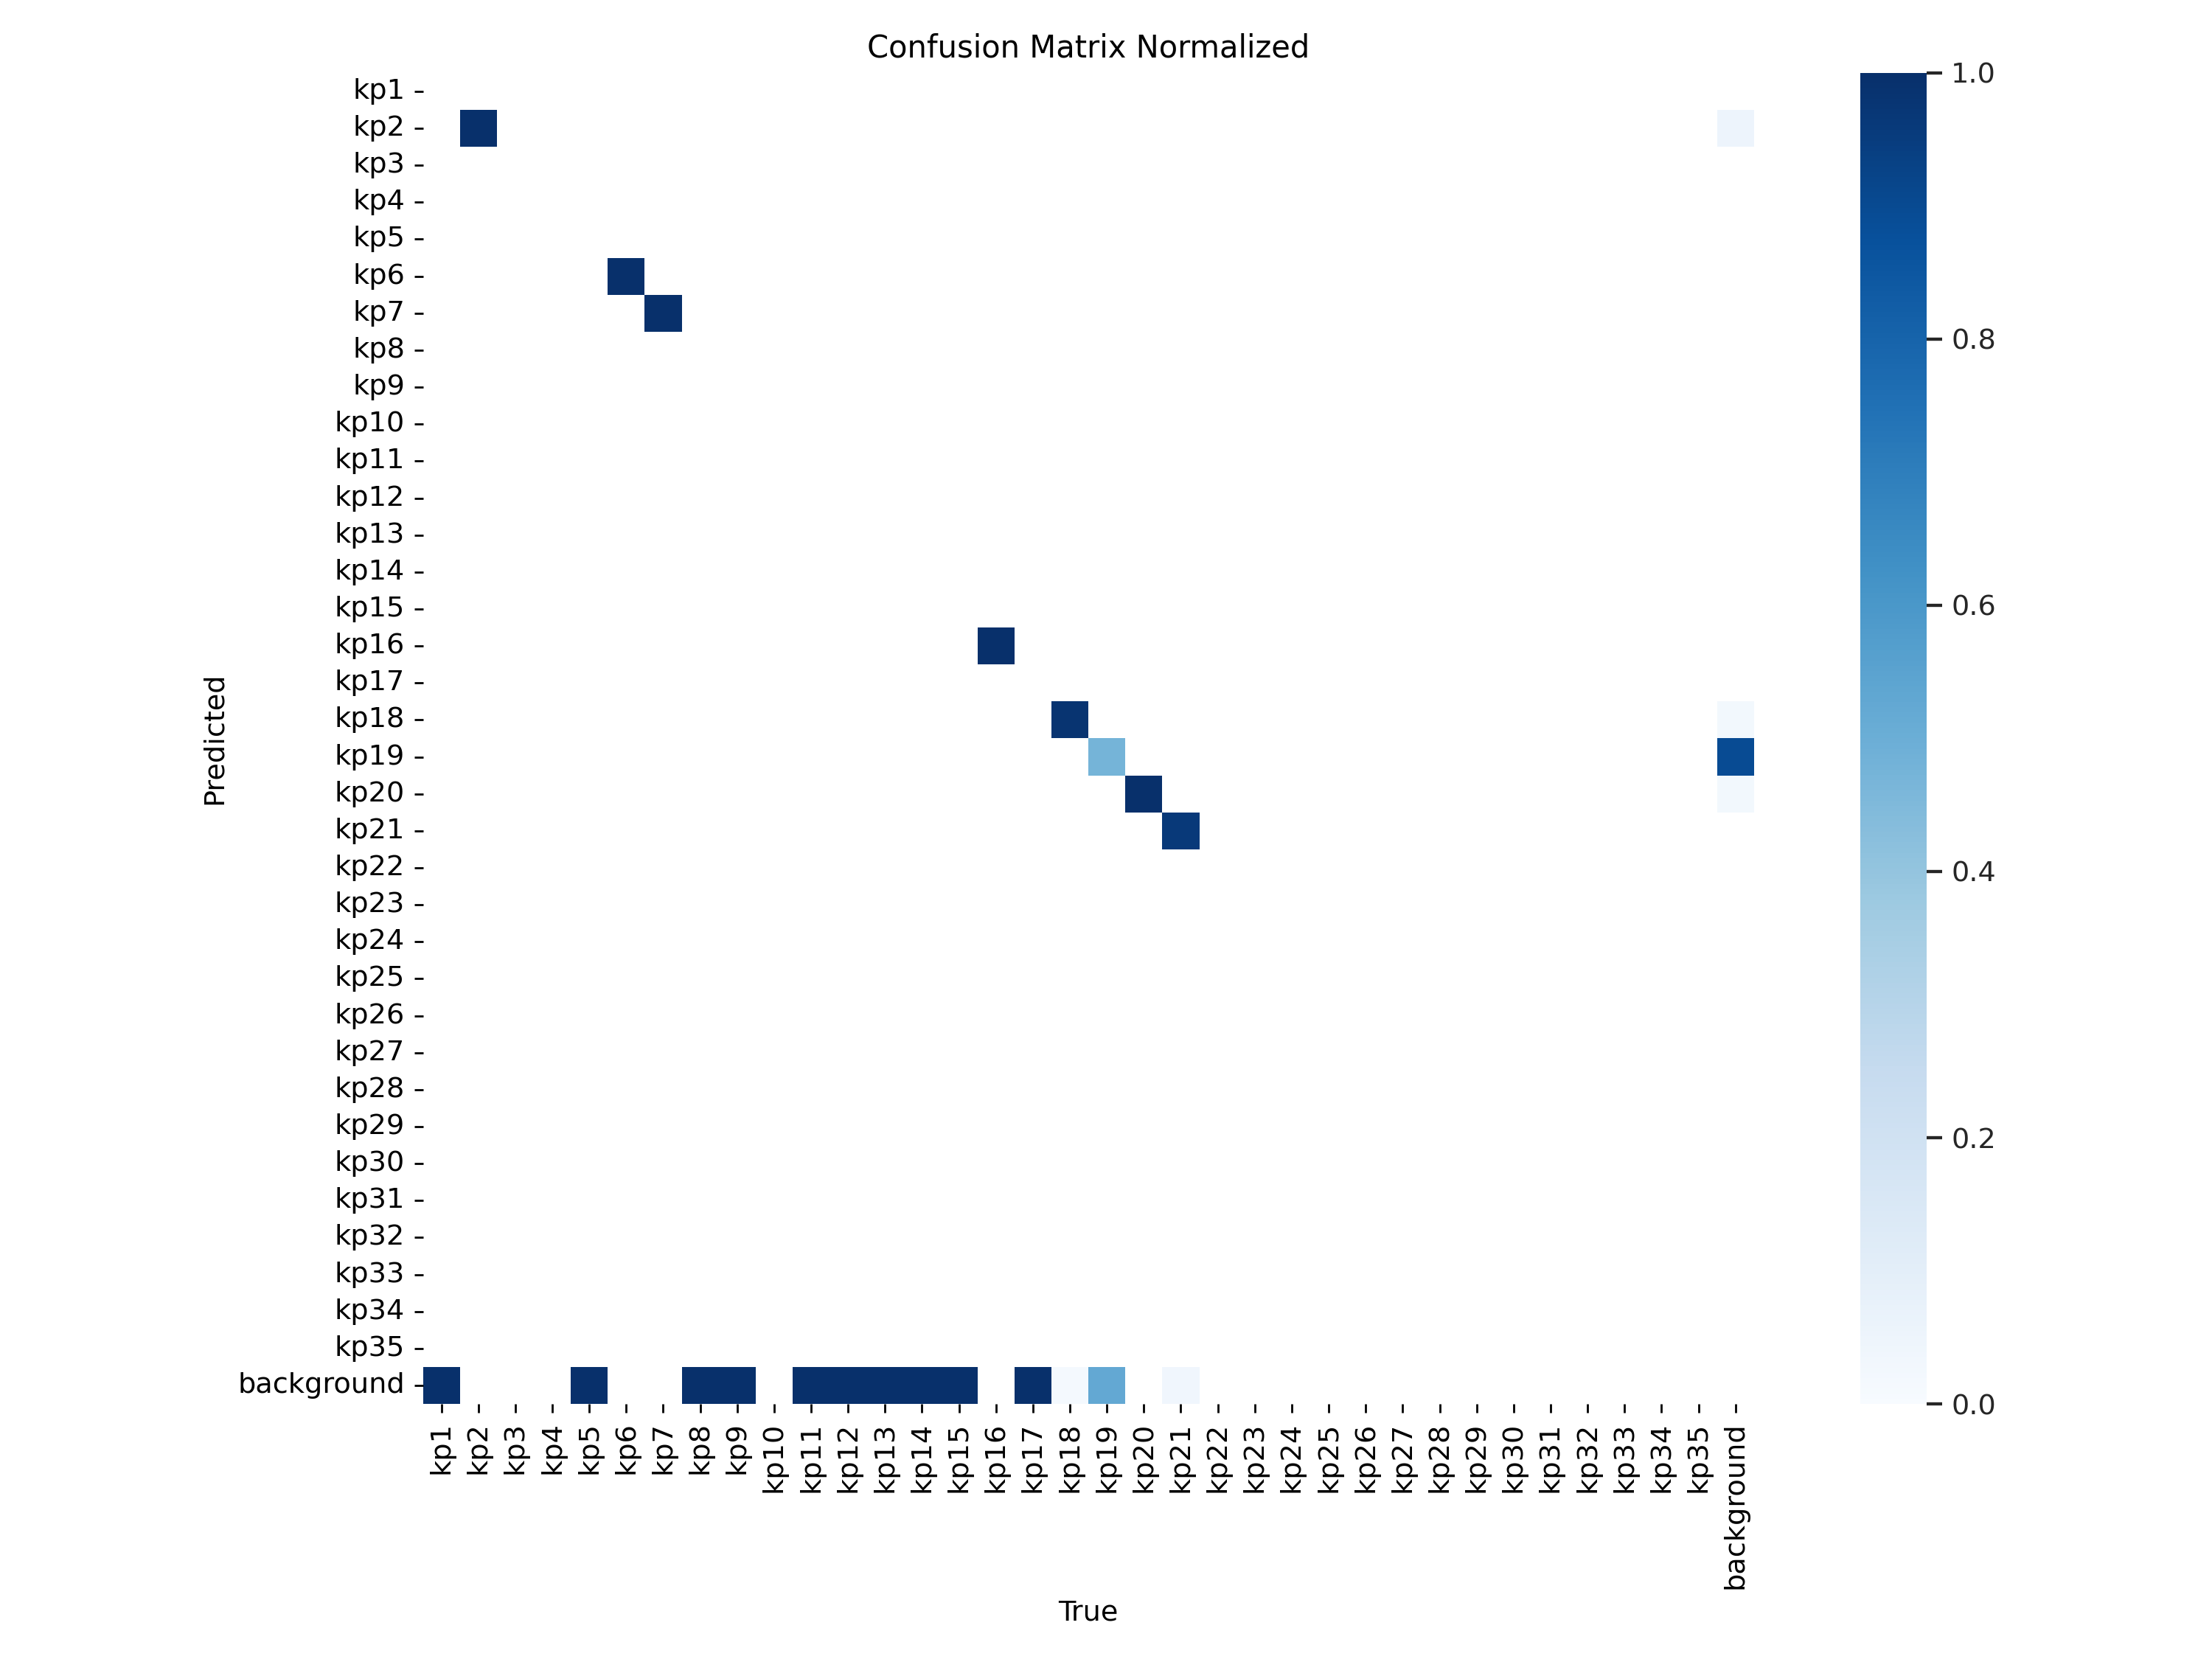 Confusion Matrix Normalized
kp1
kp2
kp3
kp4
kp5
kp6
kp7
kp8
kp9
kp10
kp11
kp12
kp13
kp14
kp15
kp16
kp17
kp18
kp19
kp20
kp21
kp22
kp23
kp24
kp25
kp26
kp27
kp28
kp29
kp30
kp31
kp32
kp33
kp34
kp35
background
Predicted
kp1
kp2
kp3
kp4
kp5
kp6
kp7
kp8
kp9
kp10
kp11
kp12
kp13
kp14
kp15
kp16
kp17
kp18
kp19
kp20
kp21
kp22
kp23
kp24
kp25
kp26
kp27
kp28
kp29
kp30
kp31
kp32
kp33
kp34
kp35
background
True
1.0
0.8
0.6
0.4
0.2
0.0